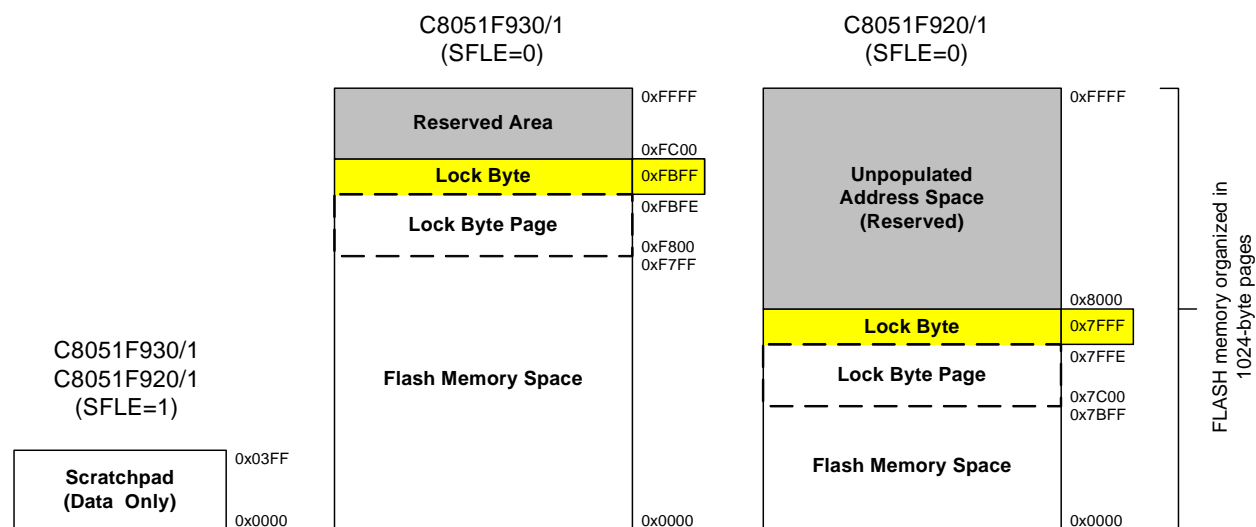 C8051F930/1
(SFLE=0)
C8051F920/1
(SFLE=0)
0xFFFF
Reserved Area
0xFC00
Lock Byte
0xFBFF
0xFBFE
Lock Byte Page
0xF800
0xF7FF
Flash Memory Space
0x0000
0xFFFF
Unpopulated
Address Space
(Reserved)
0x8000
Lock Byte
0x7FFF
0x7FFE
Lock Byte Page
0x7C00
0x7BFF
Flash Memory Space
0x0000
FLASH memory organized in
1024-byte pages
C8051F930/1
C8051F920/1
(SFLE=1)
0x03FF
Scratchpad
(Data Only)
0x0000